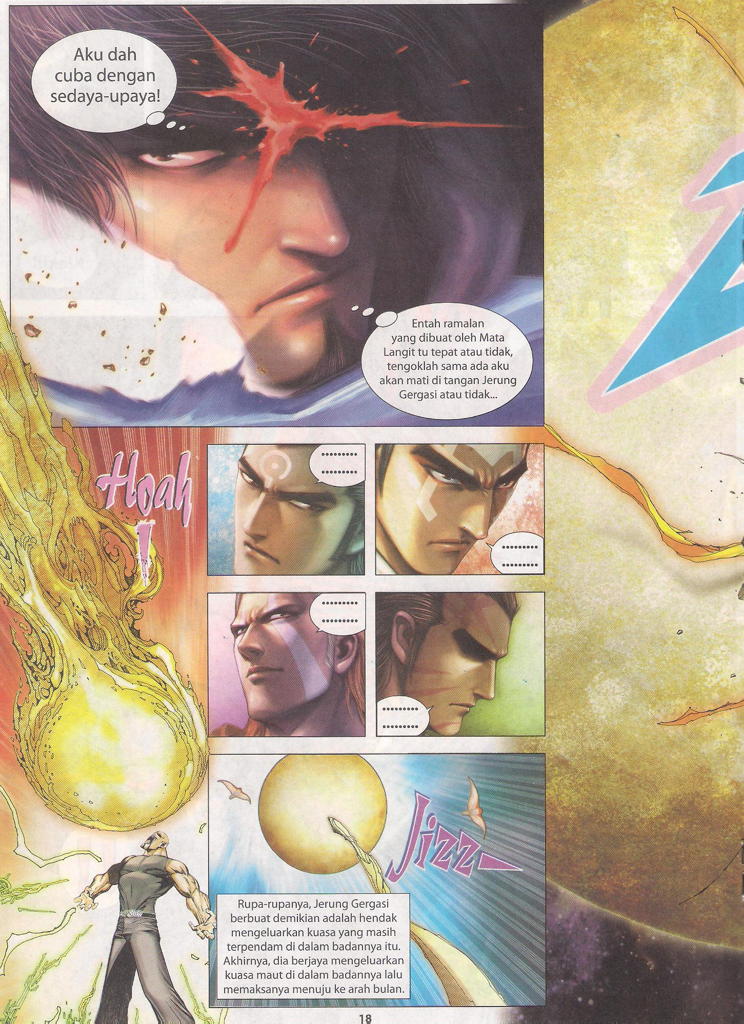 Aku dah
cuba dengan
sedaya-upaya!
Entah ramalan
yang dibuat oleh Mata
Langit tu tepat atau tidak,
tengoklah sama ada aku
akan mati di tangan Jerung
Gergasi atau tidak...
Hoah
!
.........
.........
.........
.........
.........
.........
.........
.........
Jizz-
Rupa-rupanya, Jerung Gergasi
berbuat demikian adalah hendak
mengeluarkan kuasa yang masih
terpendam di dalam badannya itu.
Akhirnya, dia berjaya mengeluarkan
kuasa maut di dalam badannya lalu
memaksanya menuju ke arah bulan.
18